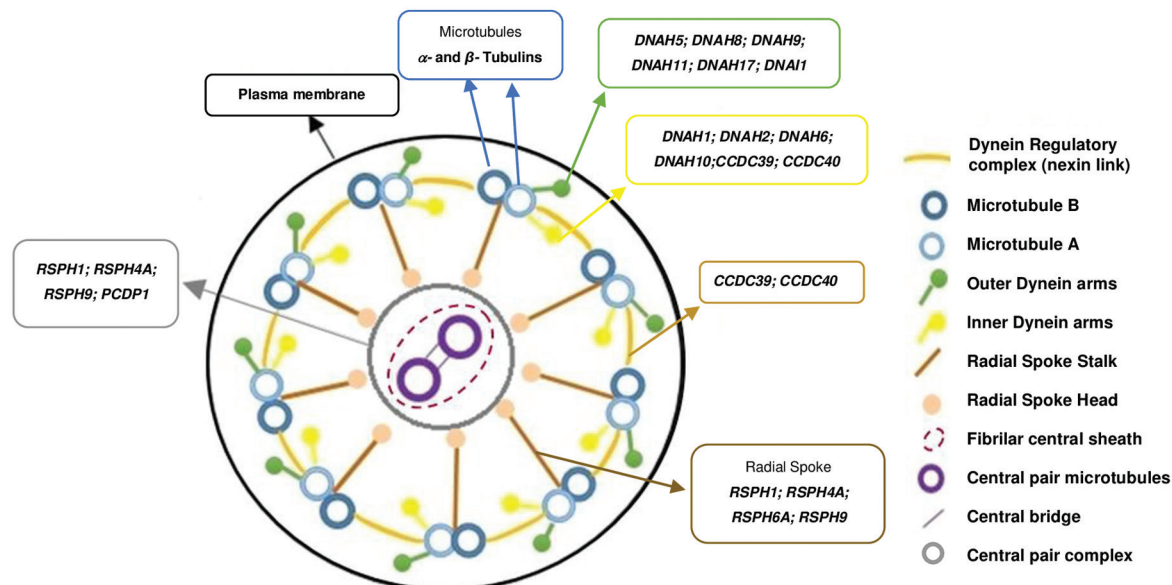 Microtubules
α- and β- Tubulins
DNAH5; DNAH8; DNAH9;
DNAH11; DNAH17; DNAI1
Plasma membrane
DNAH1; DNAH2; DNAH6;
DNAH10;CCDC39; CCDC40
RSPH1; RSPH4A;
RSPH9; PCDP1
CCDC39; CCDC40
Radial Spoke
RSPH1; RSPH4A;
RSPH6A; RSPH9
Dynein Regulatory
complex (nexin link)
Microtubule B
Microtubule A
Outer Dynein arms
Inner Dynein arms
Radial Spoke Stalk
Radial Spoke Head
Fibrilar central sheath
Central pair microtubules
Central bridge
Central pair complex